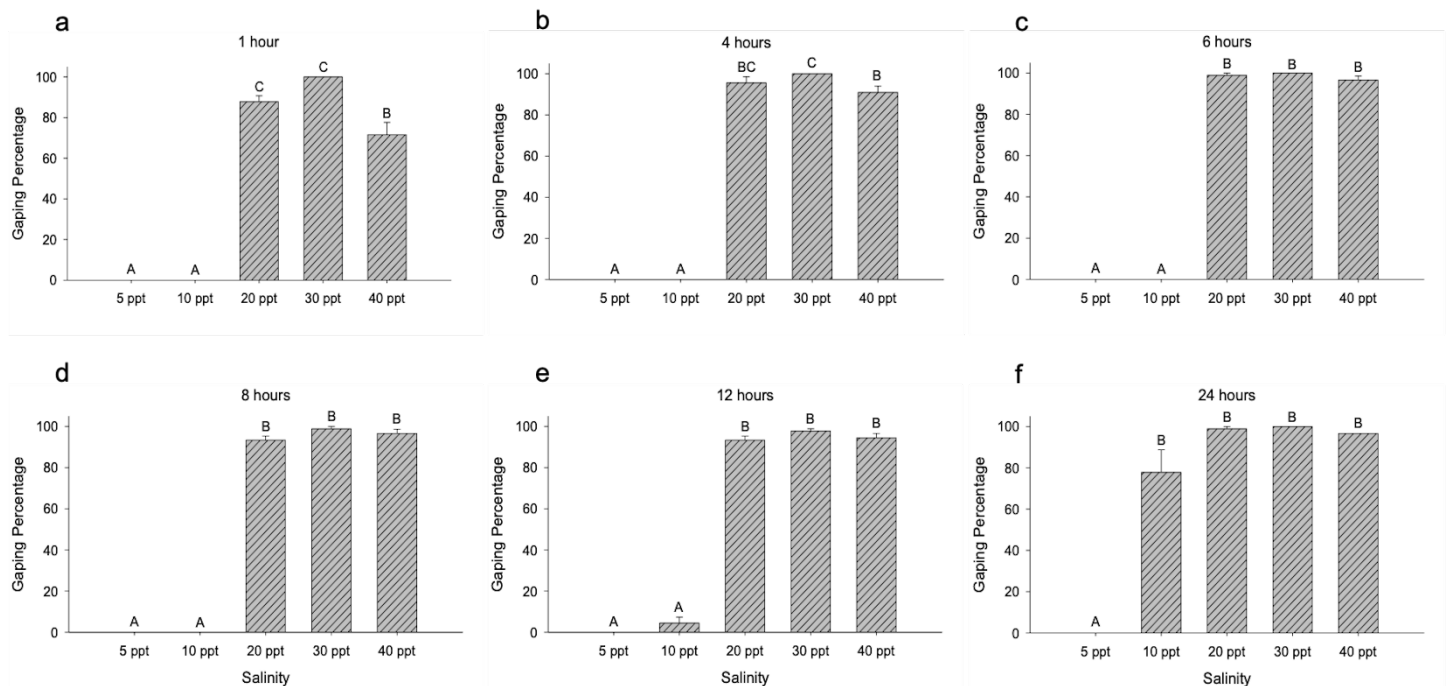 a
1 hour
Gaping Percentage
100
80
60
40
20
0
A A C C B
5 ppt 10 ppt 20 ppt 30 ppt 40 ppt
b
4 hours
Gaping Percentage
100
80
60
40
20
0
A A BC C B
5 ppt 10 ppt 20 ppt 30 ppt 40 ppt
c
6 hours
Gaping Percentage
100
80
60
40
20
0
A A B B B
5 ppt 10 ppt 20 ppt 30 ppt 40 ppt
d
8 hours
Gaping Percentage
100
80
60
40
20
0
A A B B B
5 ppt 10 ppt 20 ppt 30 ppt 40 ppt
Salinity
e
12 hours
Gaping Percentage
100
80
60
40
20
0
A A B B B
5 ppt 10 ppt 20 ppt 30 ppt 40 ppt
Salinity
f
24 hours
Gaping Percentage
100
80
60
40
20
0
A B B B B
5 ppt 10 ppt 20 ppt 30 ppt 40 ppt
Salinity